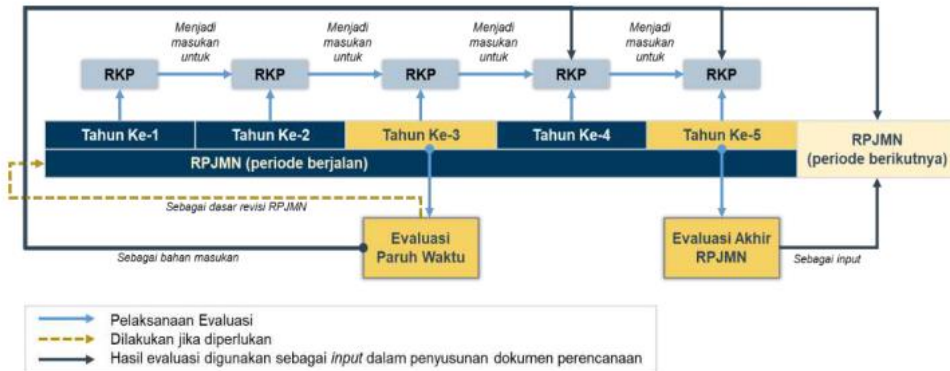 Menjadi
masukan
untuk
Menjadi
masukan
untuk
Menjadi
masukan
untuk
Menjadi
masukan
untuk
RKP
RKP
RKP
RKP
RKP
Tahun Ke-1
Tahun Ke-2
Tahun Ke-3
Tahun Ke-4
Tahun Ke-5
RPJMN (periode berjalan)
RPJMN
(periode berikutnya)
Sebagai dasar revisi RPJMN
Evaluasi
Paruh Waktu
Evaluasi Akhir
RPJMN
Sebagai bahan masukan
Sebagai input
Pelaksanaan Evaluasi
Dilakukan jika diperlukan
Hasil evaluasi digunakan sebagai input dalam penyusunan dokumen perencanaan